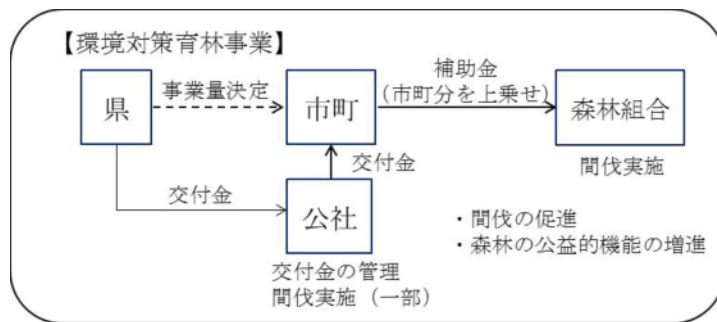 【環境対策育林事業】
県
事業量決定
市町
補助金
(市町分を上乗せ)
森林組合
間伐実施
交付金
交付金
公社
交付金の管理
間伐実施（一部）
・間伐の促進
・森林の公益的機能の増進